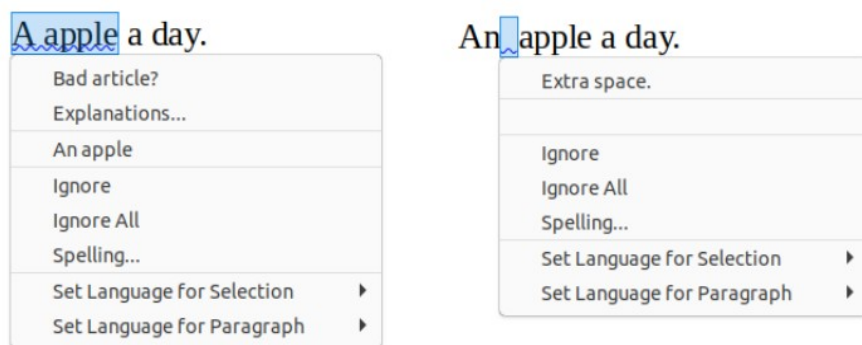 A apple a day.
Bad article?
Explanations...
An apple
Ignore
Ignore All
Spelling...
Set Language for Selection
Set Language for Paragraph
An  apple a day.
Extra space.
Ignore
Ignore All
Spelling...
Set Language for Selection
Set Language for Paragraph